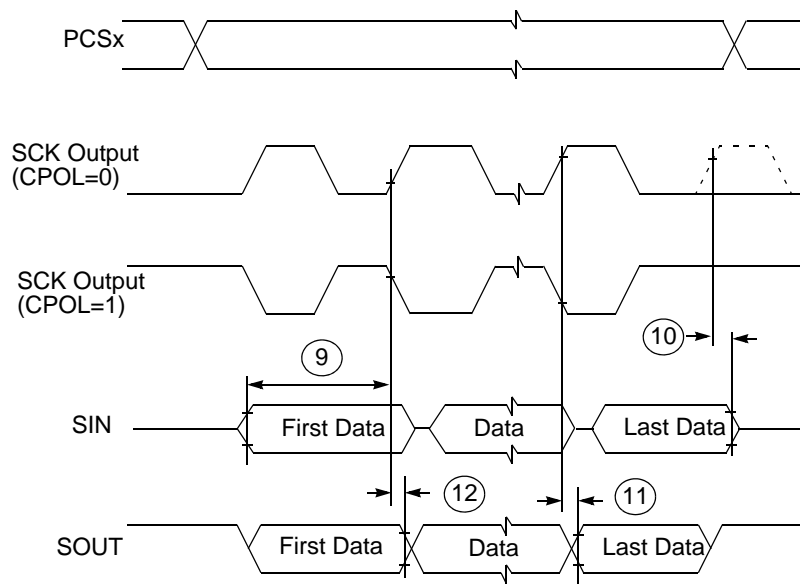 PCSx
SCK Output
(CPOL=0)
SCK Output
(CPOL=1)
10
9
SIN
First Data
Data
Last Data
12
11
SOUT
First Data
Data
Last Data